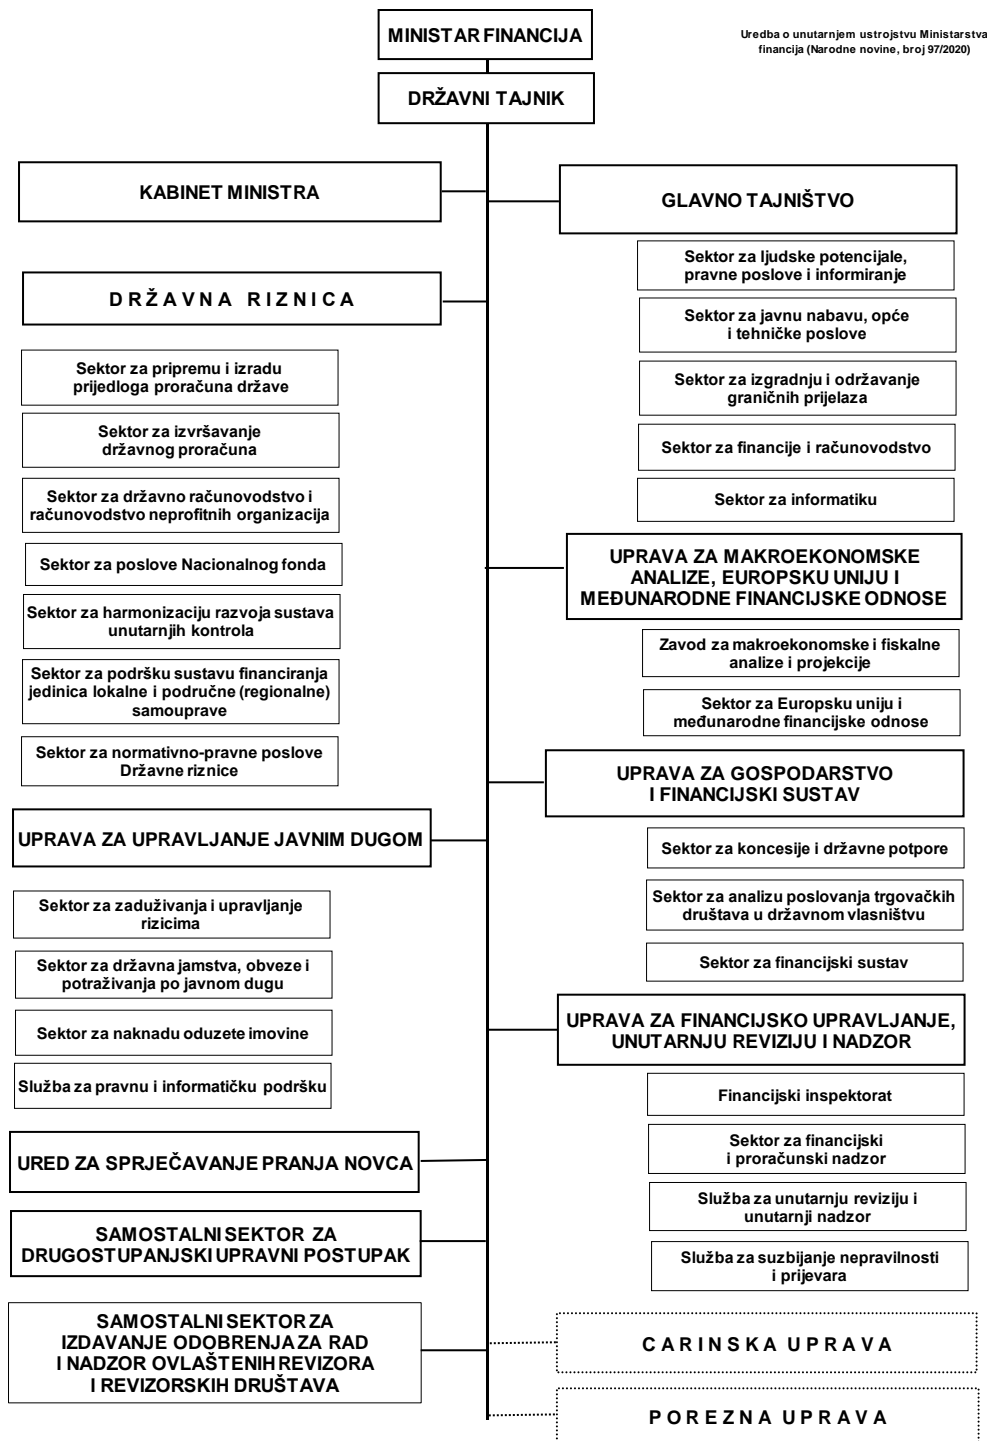 MINISTAR FINANCIJA
Uredba o unutarnjem ustrojstvu Ministarstva
financija (Narodne novine, broj 97/2020)
DRŽAVNI TAJNIK
KABINET MINISTRA
DRŽAVNA RIZNICA
Sektor za pripremu i izradu
prijedloga proračuna države
Sektor za izvršavanje
državnog proračuna
Sektor za državno računovodstvo i
računovodstvo neprofitnih organizacija
Sektor za poslove Nacionalnog fonda
Sektor za harmonizaciju razvoja sustava
unutarnjih kontrola
Sektor za podršku sustavu financiranja
jedinica lokalne i područne (regionalne)
samouprave
Sektor za normativno-pravne poslove
Državne riznice
UPRAVA ZA UPRAVLJANJE JAVNIM DUGOM
Sektor za zaduživanja i upravljanje
rizicima
Sektor za državna jamstva, obveze i
potraživanja po javnom dugu
Sektor za naknadu oduzete imovine
Služba za pravnu i informatičku podršku
URED ZA SPRJEČAVANJE PRANJA NOVCA
SAMOSTALNI SEKTOR ZA
DRUGOSTUPANJSKI UPRAVNI POSTUPAK
SAMOSTALNI SEKTOR ZA
IZDAVANJE ODOBRENJA ZA RAD
I NADZOR OVLAŠTENIH REVIZORA
I REVIZORSKIH DRUŠTAVA
GLAVNO TAJNIŠTVO
Sektor za ljudske potencijale,
pravne poslove i informiranje
Sektor za javnu nabavu, opće
i tehničke poslove
Sektor za izgradnju i održavanje
graničnih prijelaza
Sektor za financije i računovodstvo
Sektor za informatiku
UPRAVA ZA MAKROEKONOMSKE
ANALIZE, EUROPSKU UNIJU I
MEĐUNARODNE FINANCIJSKE ODNOSE
Zavod za makroekonomske i fiskalne
analize i projekcije
Sektor za Europsku uniju i
međunarodne financijske odnose
UPRAVA ZA GOSPODARSTVO
I FINANCIJSKI SUSTAV
Sektor za koncesije i državne potpore
Sektor za analizu poslovanja trgovačkih
društava u državnom vlasništvu
Sektor za financijski sustav
UPRAVA ZA FINANCIJSKO UPRAVLJANJE,
UNUTARNJU REVIZIJU I NADZOR
Financijski inspektorat
Sektor za financijski
i proračunski nadzor
Služba za unutarnju reviziju i
unutarnji nadzor
Služba za suzbijanje nepravilnosti
i prijevara
CARINSKA UPRAVA
POREZNA UPRAVA